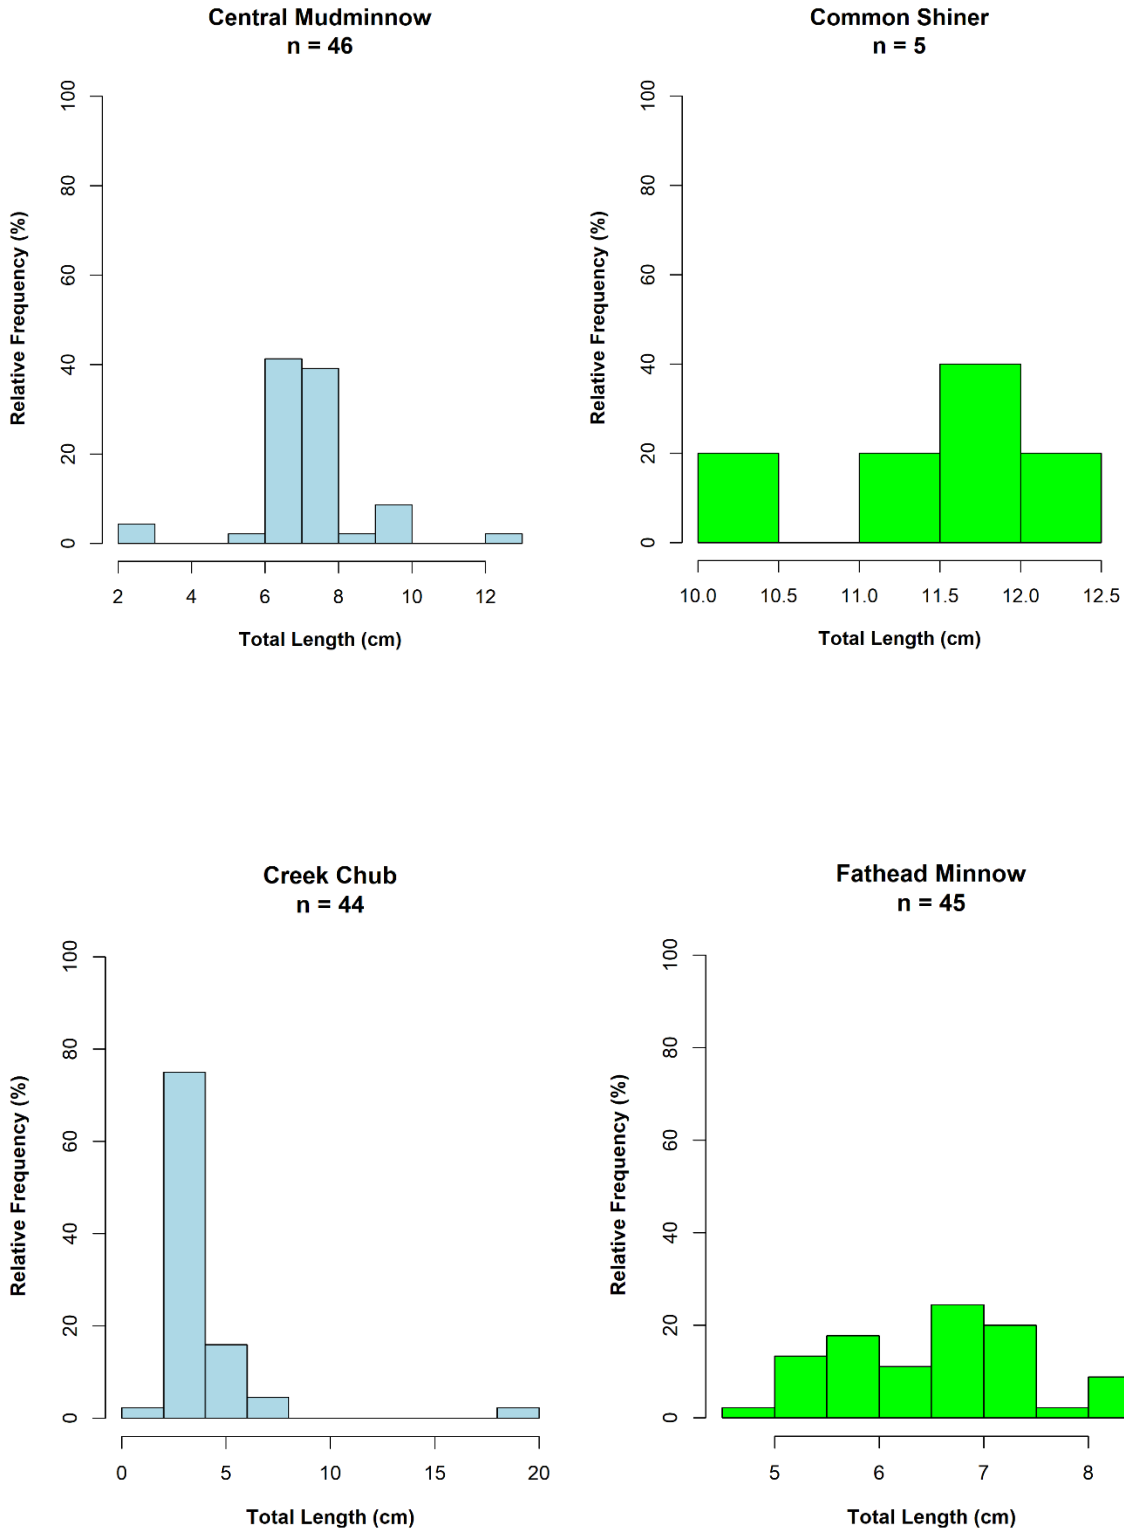 Central Mudminnow
n = 46
Relative Frequency (%)
100
80
60
40
20
0
2 4 6 8 10 12
Total Length (cm)
Common Shiner
n = 5
Relative Frequency (%)
100
80
60
40
20
0
10.0 10.5 11.0 11.5 12.0 12.5
Total Length (cm)
Creek Chub
n = 44
Relative Frequency (%)
100
80
60
40
20
0
0 5 10 15 20
Total Length (cm)
Fathead Minnow
n = 45
Relative Frequency (%)
100
80
60
40
20
0
5 6 7 8
Total Length (cm)